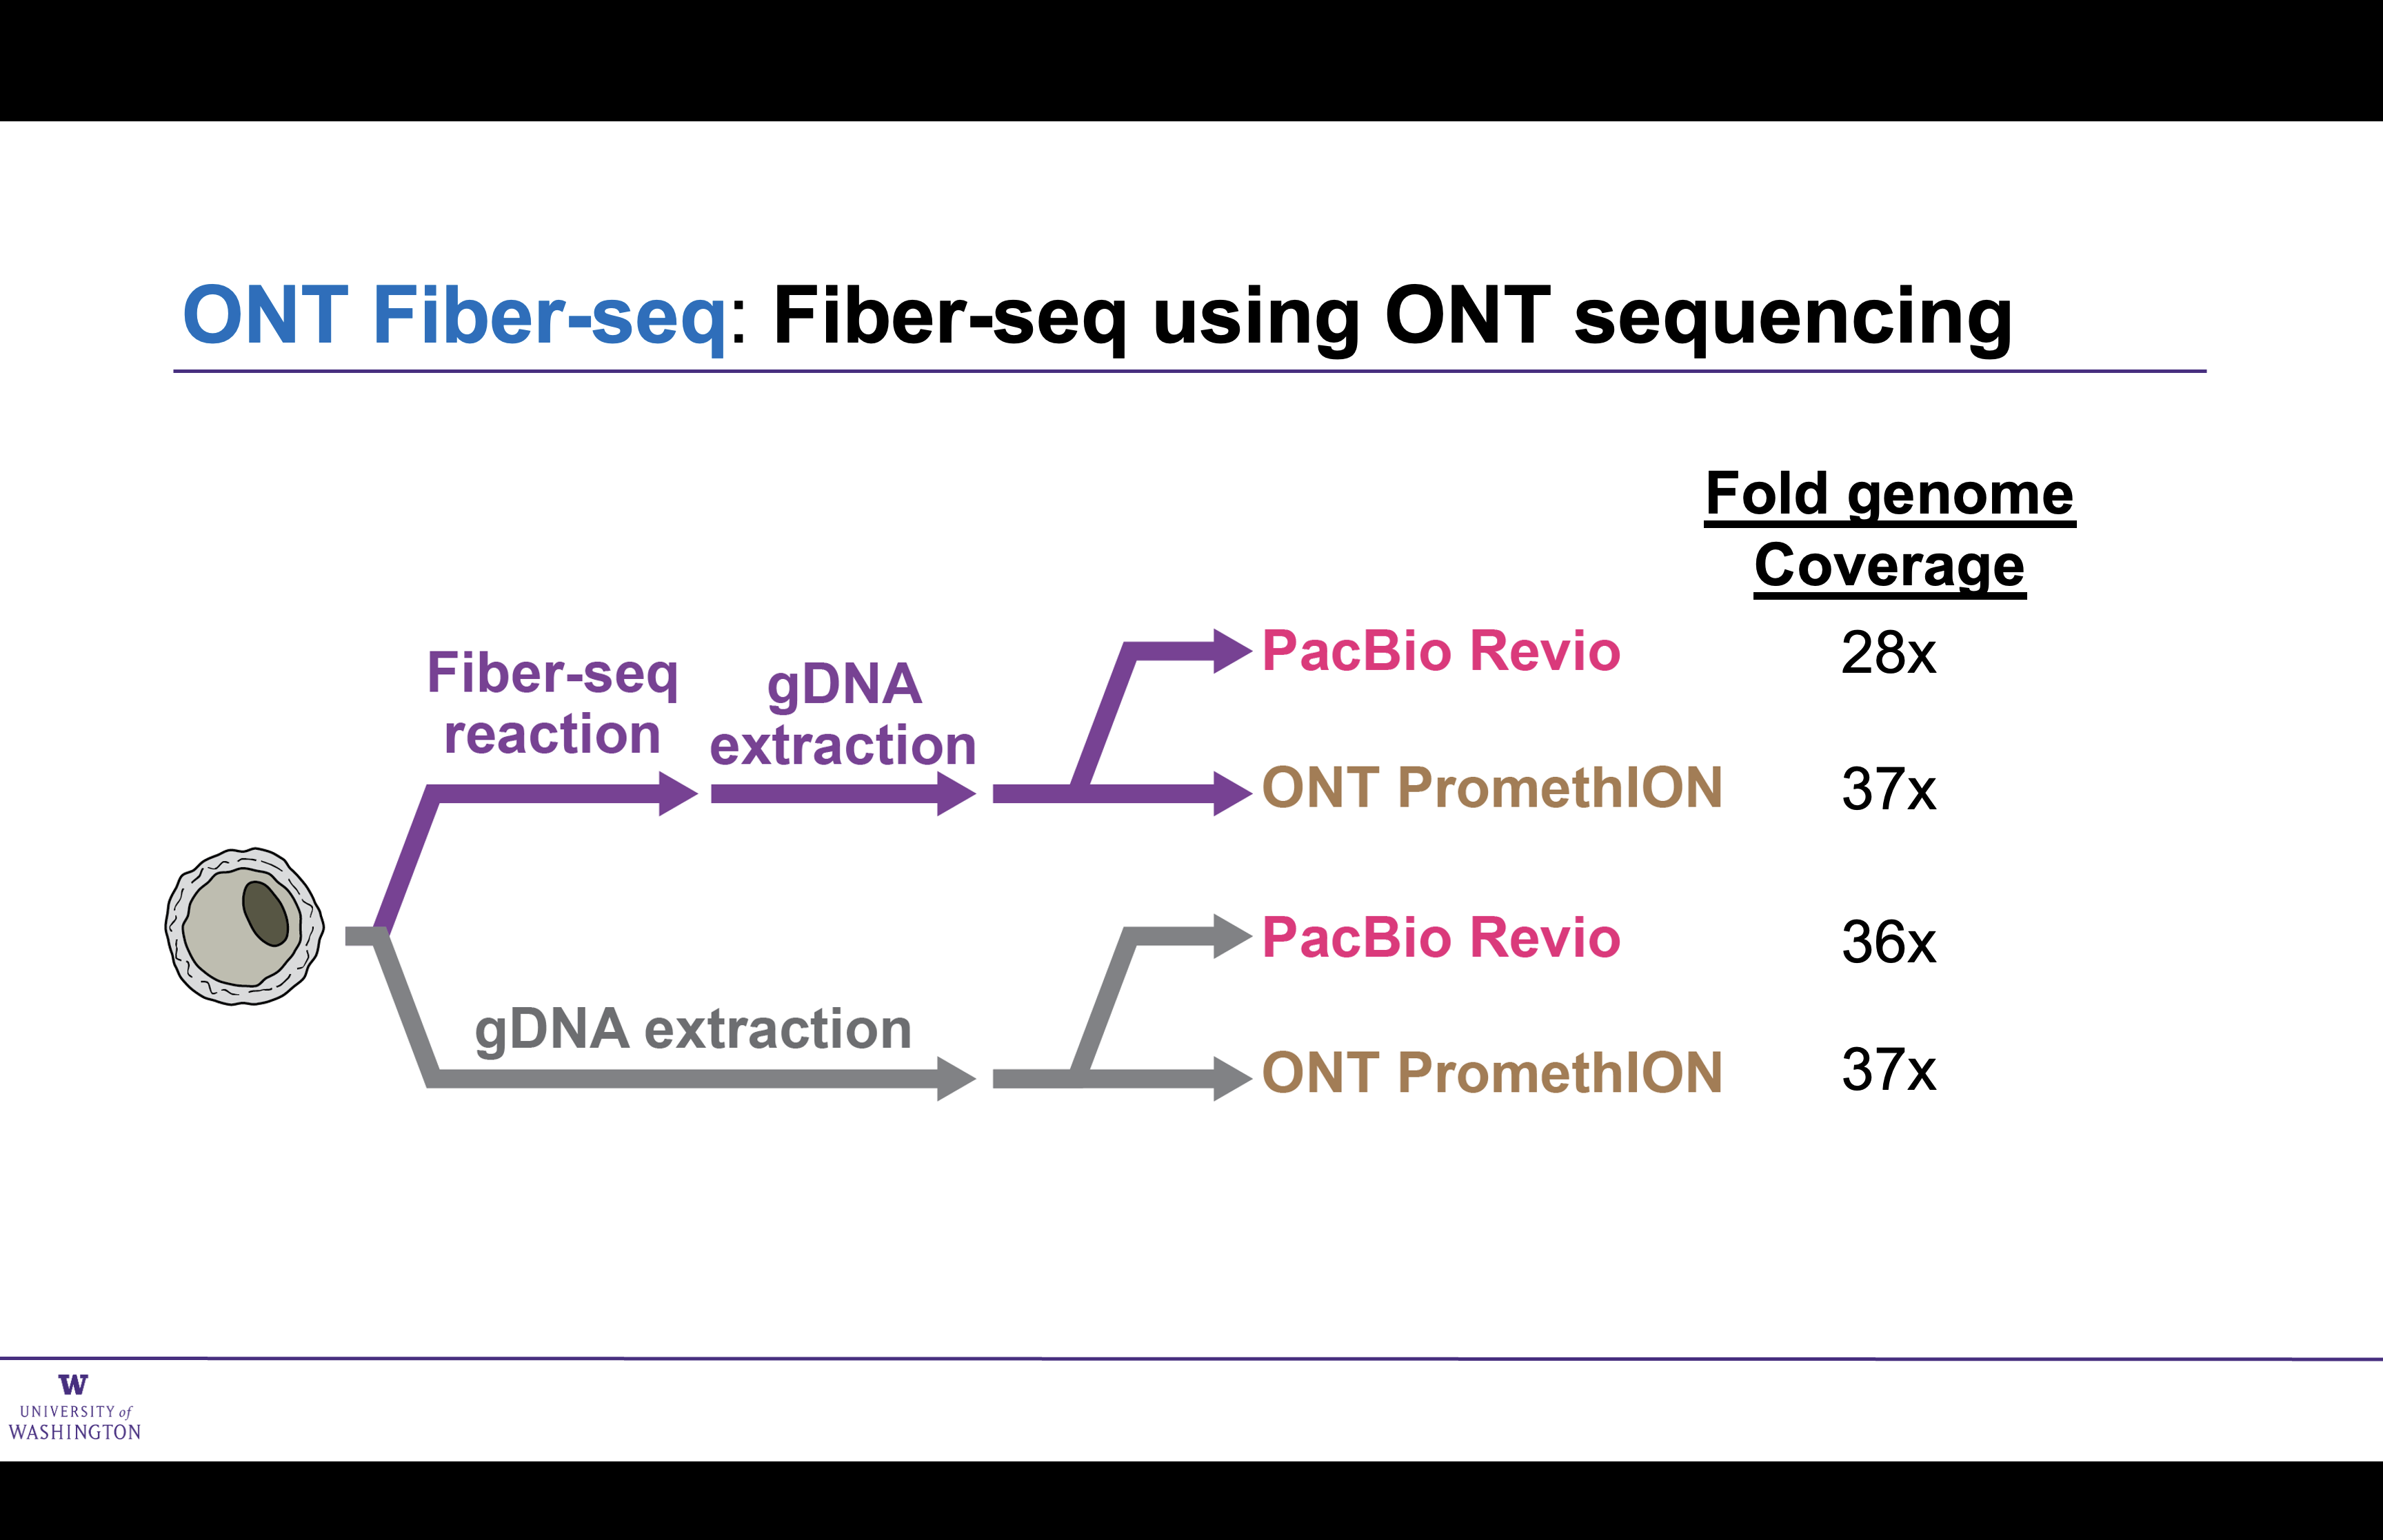 ONT Fiber-seq: Fiber-seq using ONT sequencing
Fold genome
Coverage
Fiber-seq
reaction
gDNA
extraction
PacBio Revio
28x
ONT PromethION
37x
PacBio Revio
36x
gDNA extraction
ONT PromethION
37x
W
UNIVERSITY of
WASHINGTON